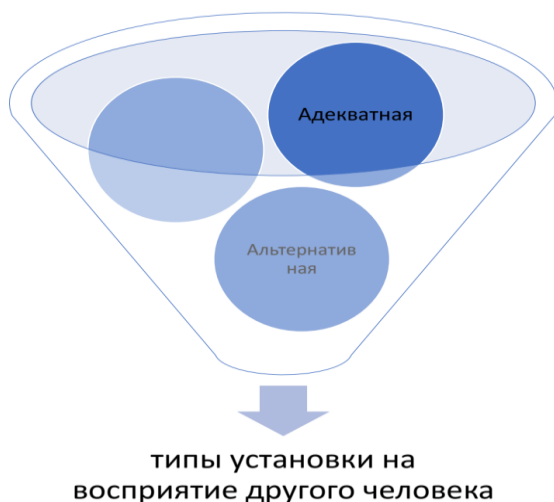 Адекватная
Альтернатив
ная
типы установки на
восприятие другого человека